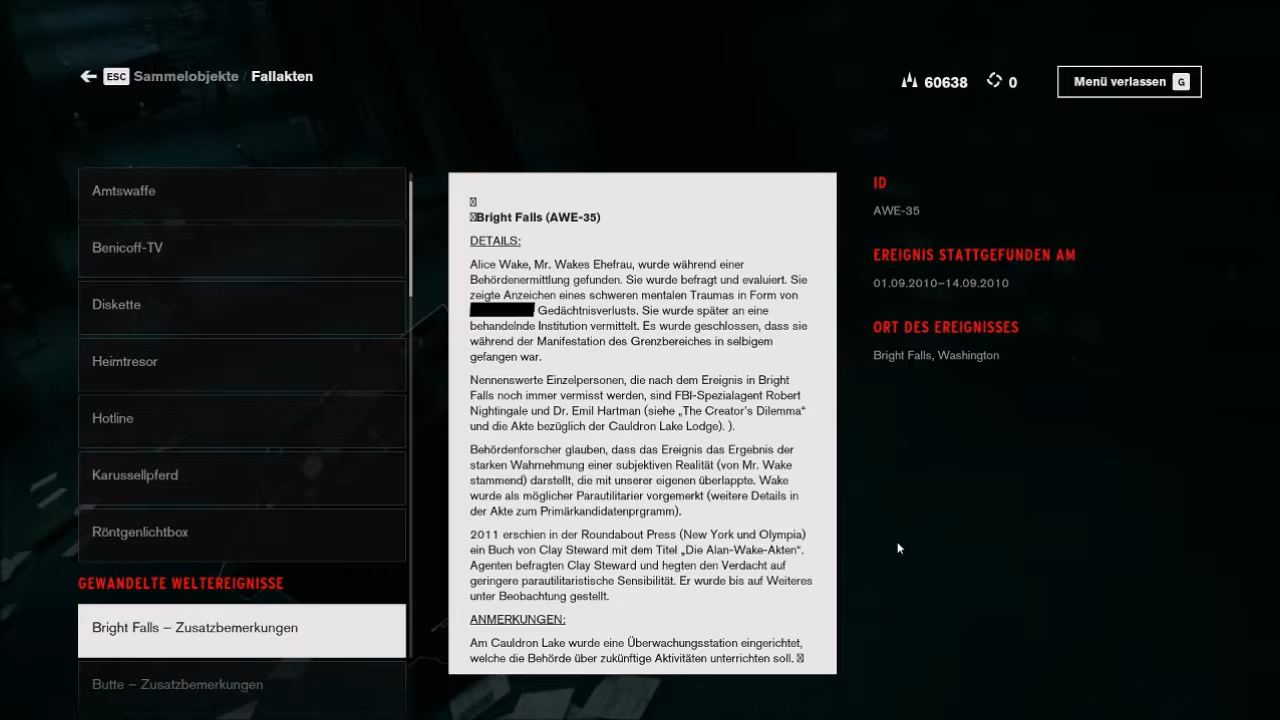 ESC Sammelobjekte / Fallakten
60638 0 Menü verlassen G
Amtswaffe
Benicoff-TV
Diskette
Heimtresor
Hotline
Karussellpferd
Röntgenlichtbox
GEWANDELTE WELTEREIGNISSE
Bright Falls – Zusatzbemerkungen
Butte – Zusatzbemerkungen
Bright Falls (AWE-35)
DETAILS:
Alice Wake, Mr. Wakes Ehefrau, wurde während einer
Behördenermittlung gefunden. Sie wurde befragt und evaluiert. Sie
zeigte Anzeichen eines schweren mentalen Traumas in Form von
Gedächtnisverlusts. Sie wurde später an eine
behandelnde Institution vermittelt. Es wurde geschlossen, dass sie
während der Manifestation des Grenzbereiches in selbigem
gefangen war.
Nennenswerte Einzelpersonen, die nach dem Ereignis in Bright
Falls noch immer vermisst werden, sind FBI-Spezialagent Robert
Nightingale und Dr. Emil Hartman (siehe „The Creator's Dilemma“
und die Akte bezüglich der Cauldron Lake Lodge). ).
Behördenforscher glauben, dass das Ereignis das Ergebnis der
starken Wahrnehmung einer subjektiven Realität (von Mr. Wake
stammend) darstellt, die mit unserer eigenen überlappte. Wake
wurde als möglicher Parautilitarier vorgemerkt (weitere Details in
der Akte zum Primärkandidatenprgramm).
2011 erschien in der Roundabout Press (New York und Olympia)
ein Buch von Clay Steward mit dem Titel „Die Alan-Wake-Akten“.
Agenten befragten Clay Steward und hegten den Verdacht auf
geringere parautilitaristische Sensibilität. Er wurde bis auf Weiteres
unter Beobachtung gestellt.
ANMERKUNGEN:
Am Cauldron Lake wurde eine Überwachungsstation eingerichtet,
welche die Behörde über zukünftige Aktivitäten unterrichten soll.
ID
AWE-35
EREIGNIS STATTGEFUNDEN AM
01.09.2010–14.09.2010
ORT DES EREIGNISSES
Bright Falls, Washington